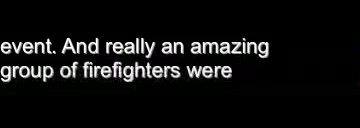 event. And really an amazing
group of firefighters were